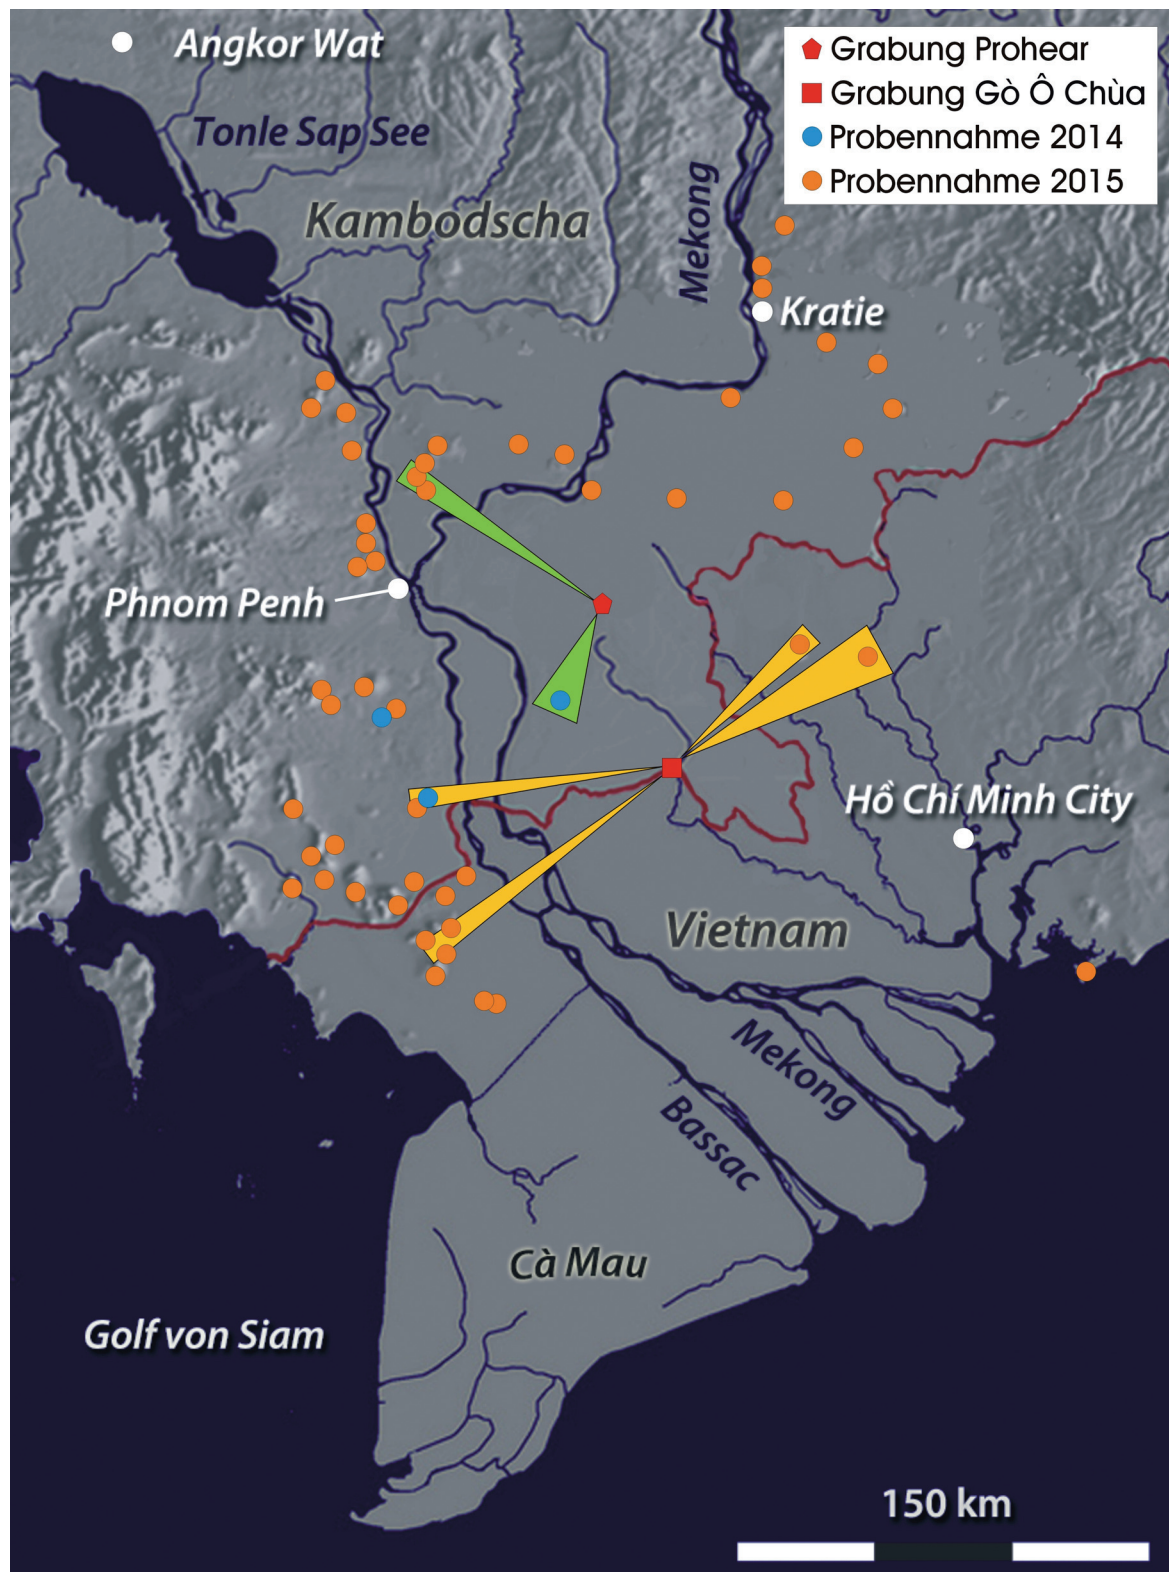 Angkor Wat
Grabung Prohear
Grabung Gò Ô Chùa
Probennahme 2014
Probennahme 2015
Tonle Sap See
Kambodscha
Mekong
Kratie
Phnom Penh
Hồ Chí Minh City
Vietnam
Mekong
Bassac
Cà Mau
Golf von Siam
150 km